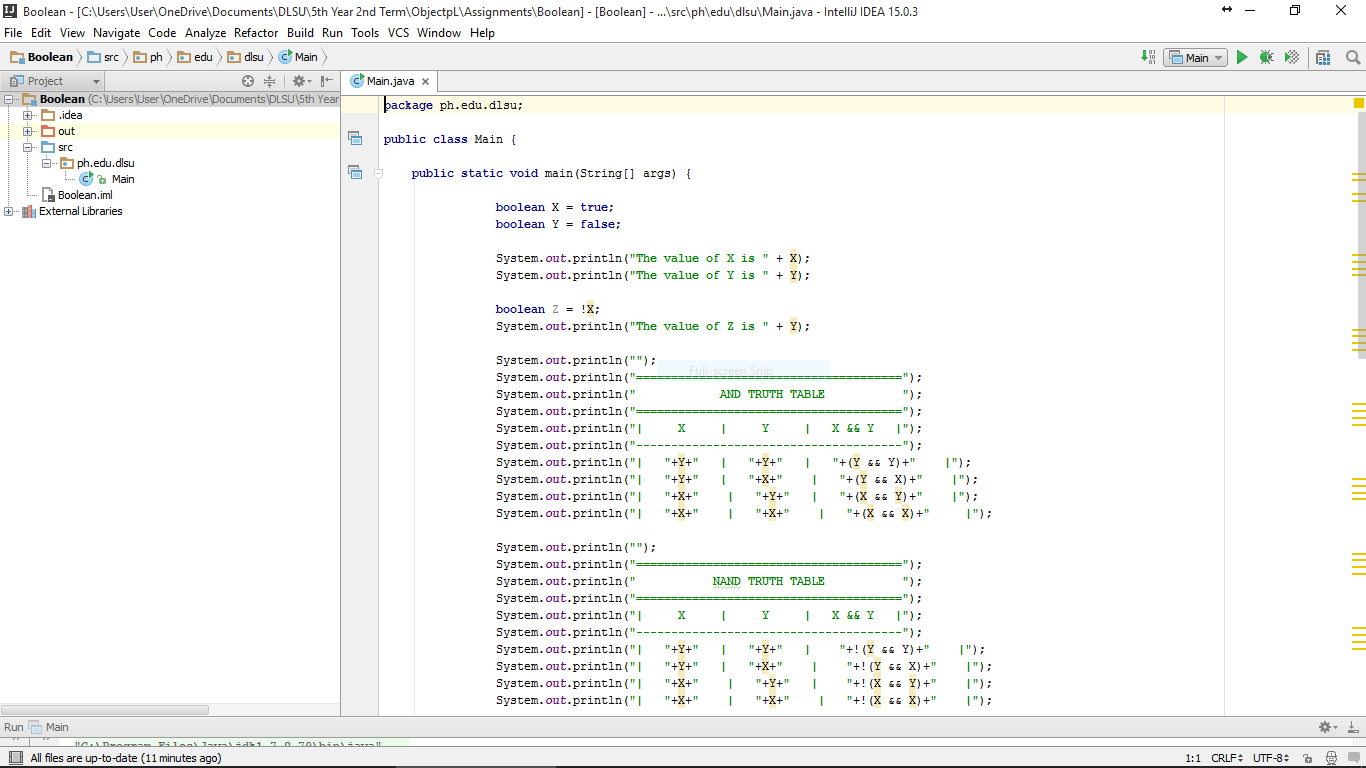 Boolean - [C:\Users\User\OneDrive\Documents\DLSU\5th Year 2nd Term\ObjectpL\Assignments\Boolean] - [Boolean] - ...\src\ph\edu\dlsu\Main.java - IntelliJ IDEA 15.0.3
File Edit View Navigate Code Analyze Refactor Build Run Tools VCS Window Help
Boolean src ph edu dlsu Main Main
Project
Main.java
Boolean (C:\Users\User\OneDrive\Documents\DLSU\5th Year
.idea
out
src
ph.edu.dlsu
Main
Boolean.iml
External Libraries
package ph.edu.dlsu;
public class Main {
public static void main(String[] args) {
boolean X = true;
boolean Y = false;
System.out.println("The value of X is " + X);
System.out.println("The value of Y is " + Y);
boolean Z = !X;
System.out.println("The value of Z is " + Y);
System.out.println("");
Full-screen Snip
System.out.println("======================================");
System.out.println("            AND TRUTH TABLE           ");
System.out.println("======================================");
System.out.println("|     X     |     Y     |   X && Y   |");
System.out.println("--------------------------------------");
System.out.println("|   "+Y+"   |   "+Y+"   |   "+(Y && Y)+"    |");
System.out.println("|   "+Y+"   |   "+X+"    |   "+(Y && X)+"    |");
System.out.println("|   "+X+"    |   "+Y+"   |   "+(X && Y)+"    |");
System.out.println("|   "+X+"    |   "+X+"    |   "+(X && X)+"     |");
System.out.println("");
System.out.println("======================================");
System.out.println("           NAND TRUTH TABLE           ");
System.out.println("======================================");
System.out.println("|     X     |     Y     |   X && Y   |");
System.out.println("--------------------------------------");
System.out.println("|   "+Y+"   |   "+Y+"   |    "+!(Y && Y)+"    |");
System.out.println("|   "+Y+"   |   "+X+"    |    "+!(Y && X)+"    |");
System.out.println("|   "+X+"    |   "+Y+"   |    "+!(X && Y)+"    |");
System.out.println("|   "+X+"    |   "+X+"    |   "+!(X && X)+"    |");
Run Main
"C:\Program Files\Java\jdk1.7.0_79\bin\java"
All files are up-to-date (11 minutes ago) 1:1 CRLF UTF-8